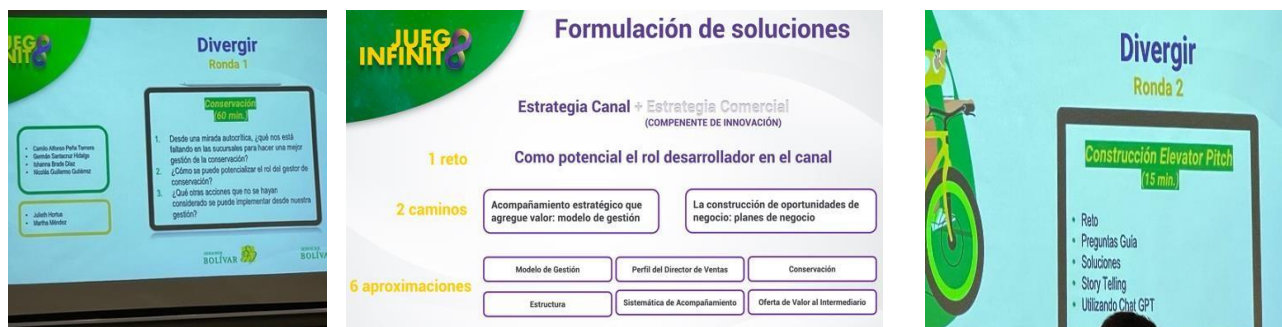 JUEGO
INFINITO
Divergir
Ronda 1
Conservación
(60 min.)
1. Desde una mirada autocrítica, ¿qué nos está
faltando en las sucursales para hacer una mejor
gestión de la conservación?
2. ¿Cómo se puede potencializar el rol del gestor de
conservación?
3. ¿Qué otras acciones que no se hayan
considerado se puede implementar desde nuestra
gestión?
• Camilo Alfonso Peña Ternera
• Germán Santacruz Hidalgo
• Johanna Brade Díaz
• Nicolás Guillermo Gutiérrez
• Julieth Hortua
• Martha Méndez
BOLÍVAR
BOLÍVA
JUEGO
INFINITO
Formulación de soluciones
Estrategia Canal + Estrategia Comercial
(COMPENENTE DE INNOVACIÓN)
1 reto
Como potencial el rol desarrollador en el canal
2 caminos
Acompañamiento estratégico que
agregue valor: modelo de gestión
La construcción de oportunidades de
negocio: planes de negocio
6 aproximaciones
Modelo de Gestión
Perfil del Director de Ventas
Conservación
Estructura
Sistemática de Acompañamiento
Oferta de Valor al Intermediario
Divergir
Ronda 2
Construcción Elevator Pitch
(15 min.)
• Reto
• Preguntas Guía
• Soluciones
• Story Telling
• Utilizando Chat GPT